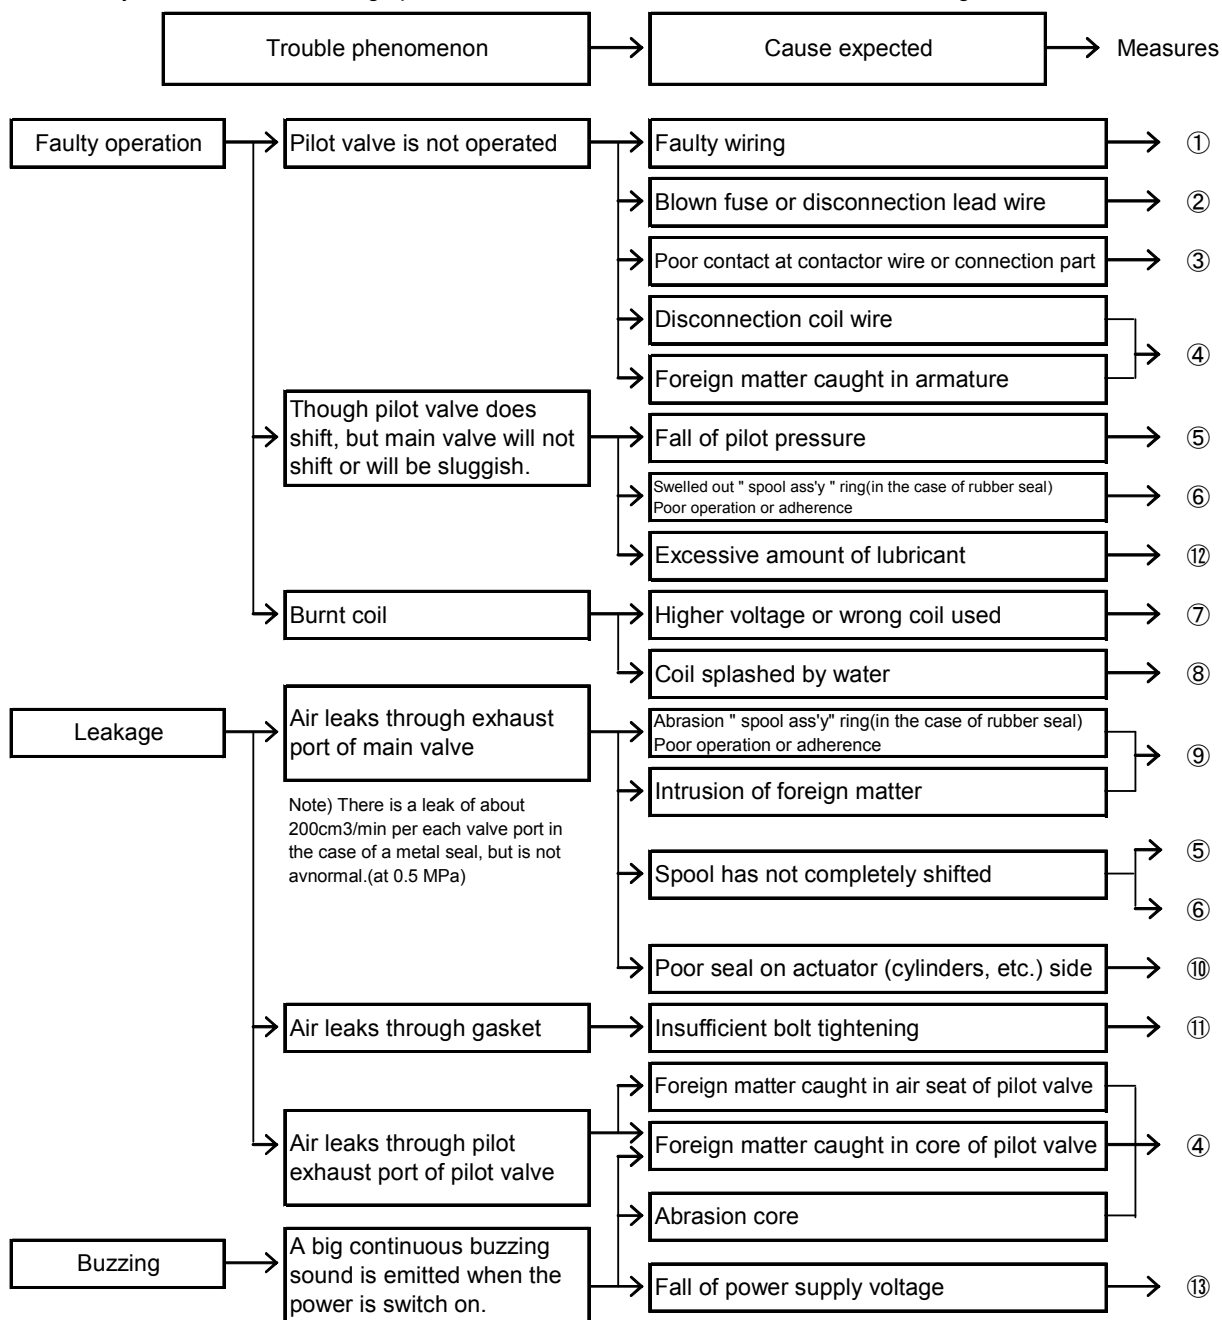 Trouble phenomenon
Cause expected
Measures
Faulty operation
Pilot valve is not operated
Faulty wiring
①
Blown fuse or disconnection lead wire
②
Poor contact at contactor wire or connection part
③
Disconnection coil wire
Foreign matter caught in armature
④
Though pilot valve does
shift, but main valve will not
shift or will be sluggish.
Fall of pilot pressure
⑤
Swelled out " spool ass'y " ring(in the case of rubber seal)
Poor operation or adherence
⑥
Excessive amount of lubricant
⑫
Burnt coil
Higher voltage or wrong coil used
⑦
Coil splashed by water
⑧
Leakage
Air leaks through exhaust
port of main valve
Note) There is a leak of about
200cm3/min per each valve port in
the case of a metal seal, but is not
avnormal.(at 0.5 MPa)
Abrasion " spool ass'y" ring(in the case of rubber seal)
Poor operation or adherence
Intrusion of foreign matter
⑨
Spool has not completely shifted
⑤
⑥
Poor seal on actuator (cylinders, etc.) side
⑩
Air leaks through gasket
Insufficient bolt tightening
⑪
Air leaks through pilot
exhaust port of pilot valve
Foreign matter caught in air seat of pilot valve
Foreign matter caught in core of pilot valve
Abrasion core
④
Buzzing
A big continuous buzzing
sound is emitted when the
power is switch on.
Fall of power supply voltage
⑬